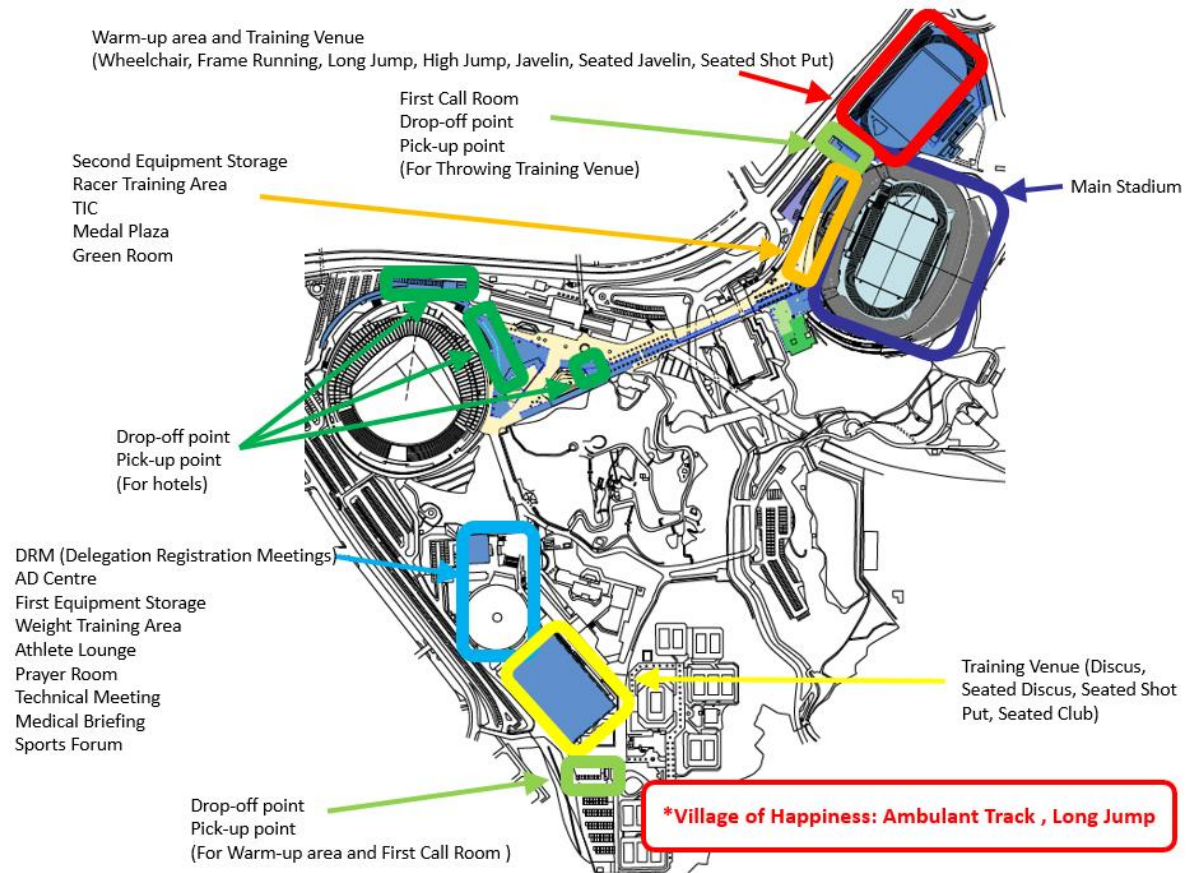 Warm-up area and Training Venue
(Wheelchair, Frame Running, Long Jump, High Jump, Javelin, Seated Javelin, Seated Shot Put)
First Call Room
Drop-off point
Pick-up point
(For Throwing Training Venue)
Second Equipment Storage
Racer Training Area
TIC
Medal Plaza
Green Room
Main Stadium
Drop-off point
Pick-up point
(For hotels)
DRM (Delegation Registration Meetings)
AD Centre
First Equipment Storage
Weight Training Area
Athlete Lounge
Prayer Room
Technical Meeting
Medical Briefing
Sports Forum
Training Venue (Discus,
Seated Discus, Seated Shot
Put, Seated Club)
Drop-off point
Pick-up point
(For Warm-up area and First Call Room )
*Village of Happiness: Ambulant Track , Long Jump